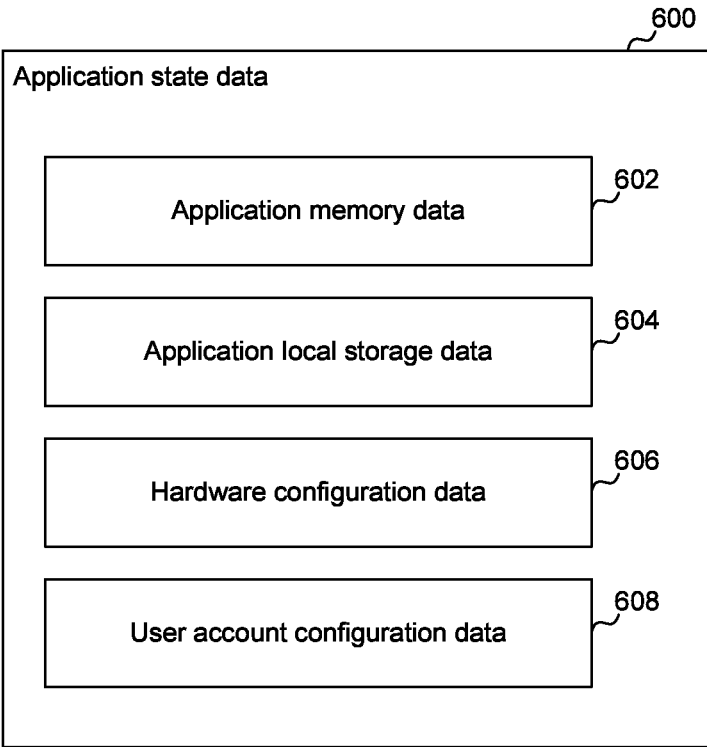 600
Application state data
602
Application memory data
604
Application local storage data
606
Hardware configuration data
608
User account configuration data